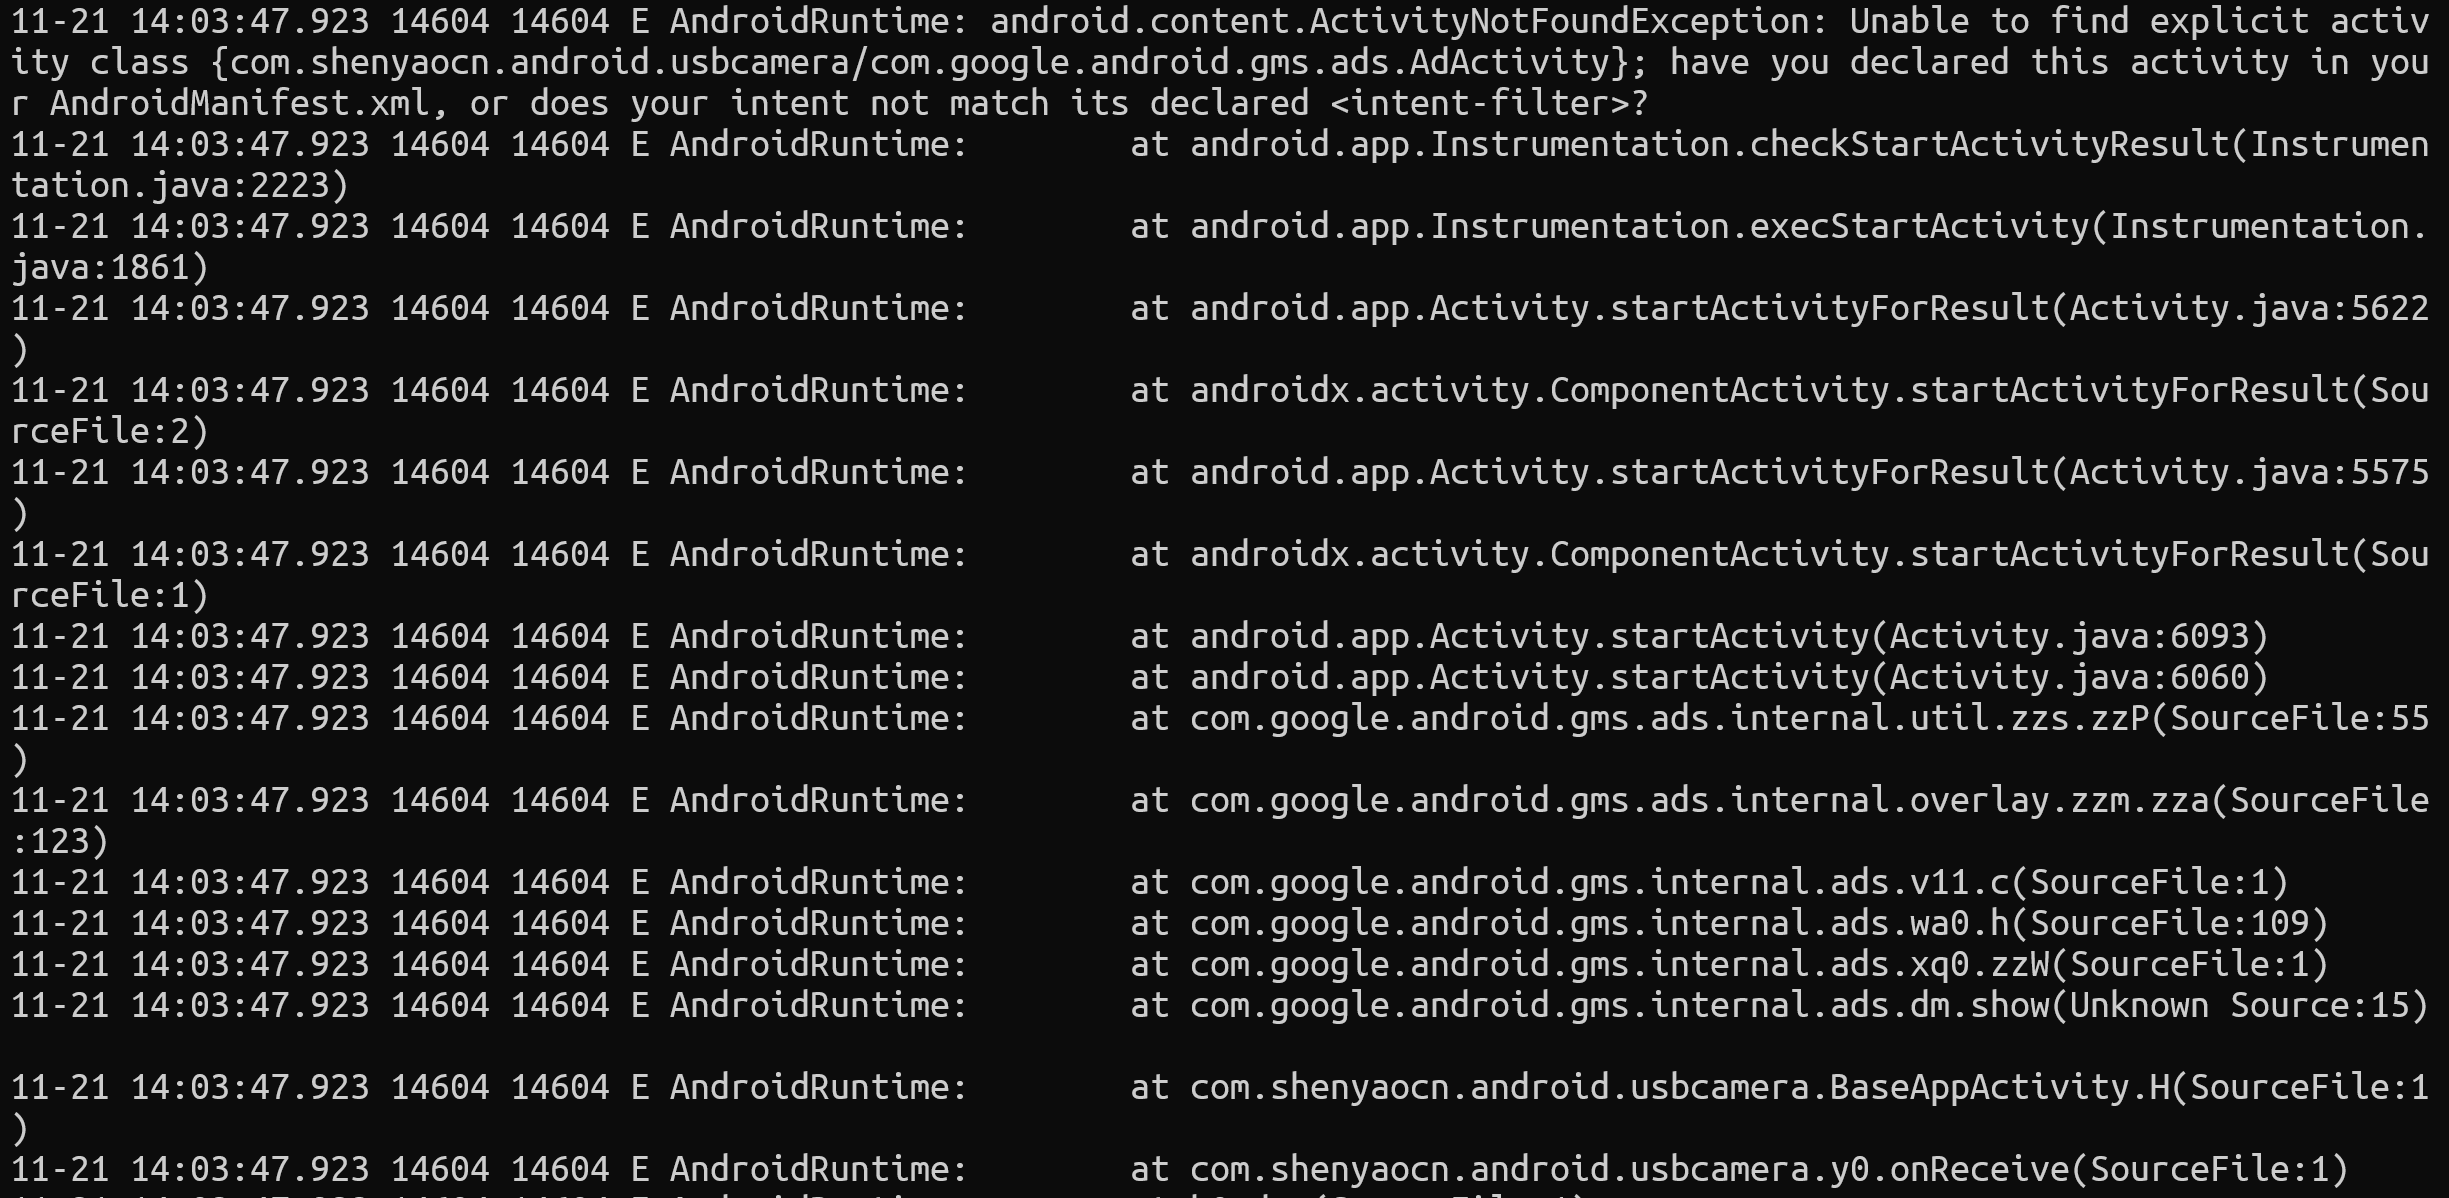 11-21 14:03:47.923 14604 14604 E AndroidRuntime: android.content.ActivityNotFoundException: Unable to find explicit activ
ity class {com.shenyaocn.android.usbcamera/com.google.android.gms.ads.AdActivity}; have you declared this activity in you
r AndroidManifest.xml, or does your intent not match its declared <intent-filter>?
11-21 14:03:47.923 14604 14604 E AndroidRuntime:        at android.app.Instrumentation.checkStartActivityResult(Instrumen
tation.java:2223)
11-21 14:03:47.923 14604 14604 E AndroidRuntime:        at android.app.Instrumentation.execStartActivity(Instrumentation.
java:1861)
11-21 14:03:47.923 14604 14604 E AndroidRuntime:        at android.app.Activity.startActivityForResult(Activity.java:5622
)
11-21 14:03:47.923 14604 14604 E AndroidRuntime:        at androidx.activity.ComponentActivity.startActivityForResult(Sou
rceFile:2)
11-21 14:03:47.923 14604 14604 E AndroidRuntime:        at android.app.Activity.startActivityForResult(Activity.java:5575
)
11-21 14:03:47.923 14604 14604 E AndroidRuntime:        at androidx.activity.ComponentActivity.startActivityForResult(Sou
rceFile:1)
11-21 14:03:47.923 14604 14604 E AndroidRuntime:        at android.app.Activity.startActivity(Activity.java:6093)
11-21 14:03:47.923 14604 14604 E AndroidRuntime:        at android.app.Activity.startActivity(Activity.java:6060)
11-21 14:03:47.923 14604 14604 E AndroidRuntime:        at com.google.android.gms.ads.internal.util.zzs.zzP(SourceFile:55
)
11-21 14:03:47.923 14604 14604 E AndroidRuntime:        at com.google.android.gms.ads.internal.overlay.zzm.zza(SourceFile
:123)
11-21 14:03:47.923 14604 14604 E AndroidRuntime:        at com.google.android.gms.internal.ads.v11.c(SourceFile:1)
11-21 14:03:47.923 14604 14604 E AndroidRuntime:        at com.google.android.gms.internal.ads.wa0.h(SourceFile:109)
11-21 14:03:47.923 14604 14604 E AndroidRuntime:        at com.google.android.gms.internal.ads.xq0.zzW(SourceFile:1)
11-21 14:03:47.923 14604 14604 E AndroidRuntime:        at com.google.android.gms.internal.ads.dm.show(Unknown Source:15)
11-21 14:03:47.923 14604 14604 E AndroidRuntime:        at com.shenyaocn.android.usbcamera.BaseAppActivity.H(SourceFile:1
)
11-21 14:03:47.923 14604 14604 E AndroidRuntime:        at com.shenyaocn.android.usbcamera.y0.onReceive(SourceFile:1)